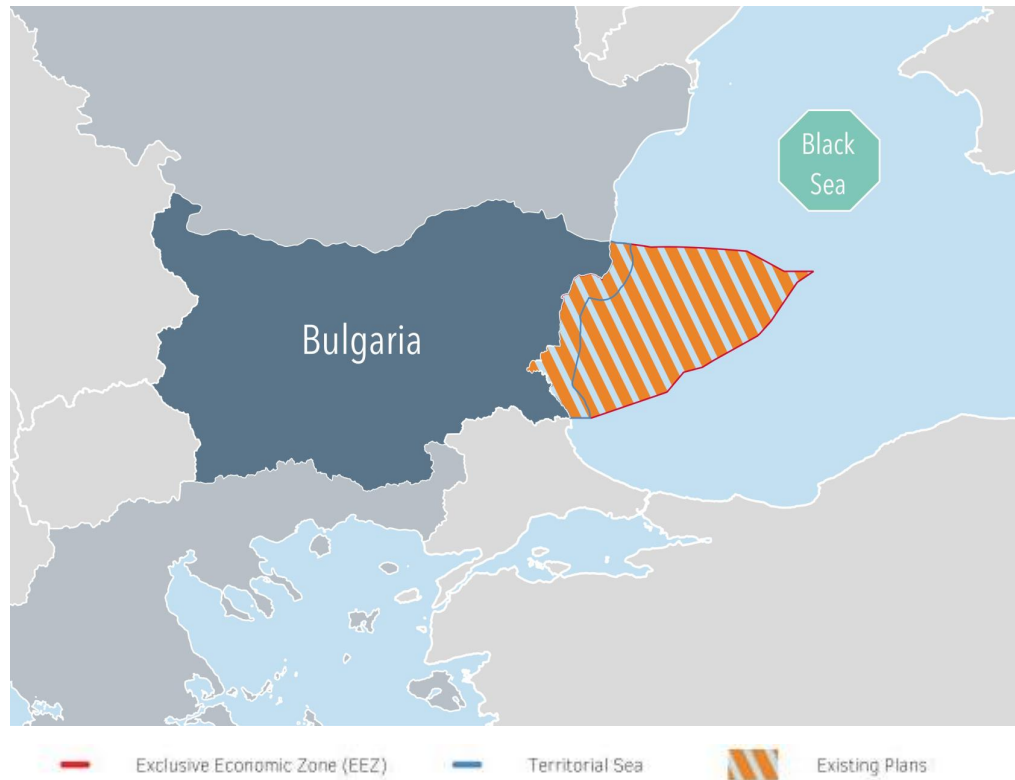 Black
Sea
Bulgaria
Exclusive Economic Zone (EEZ)
Territorial Sea
Existing Plans